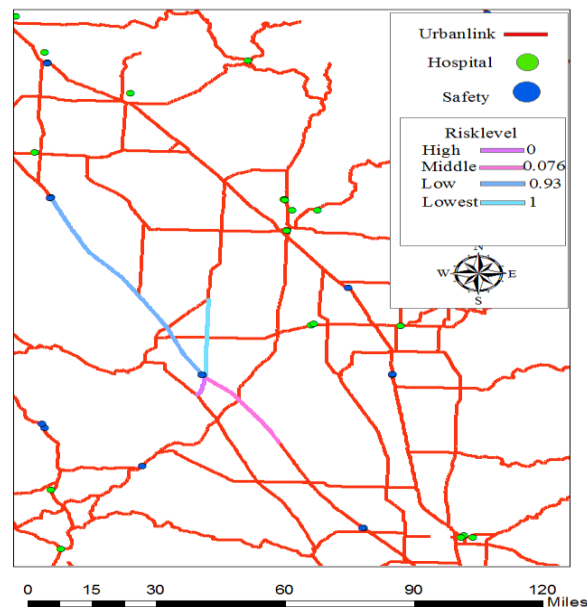 Urbanlink
Hospital
Safety
Risklevel
High 0
Middle 0.076
Low 0.93
Lowest 1
N
W E
S
0 15 30 60 90 120
Miles